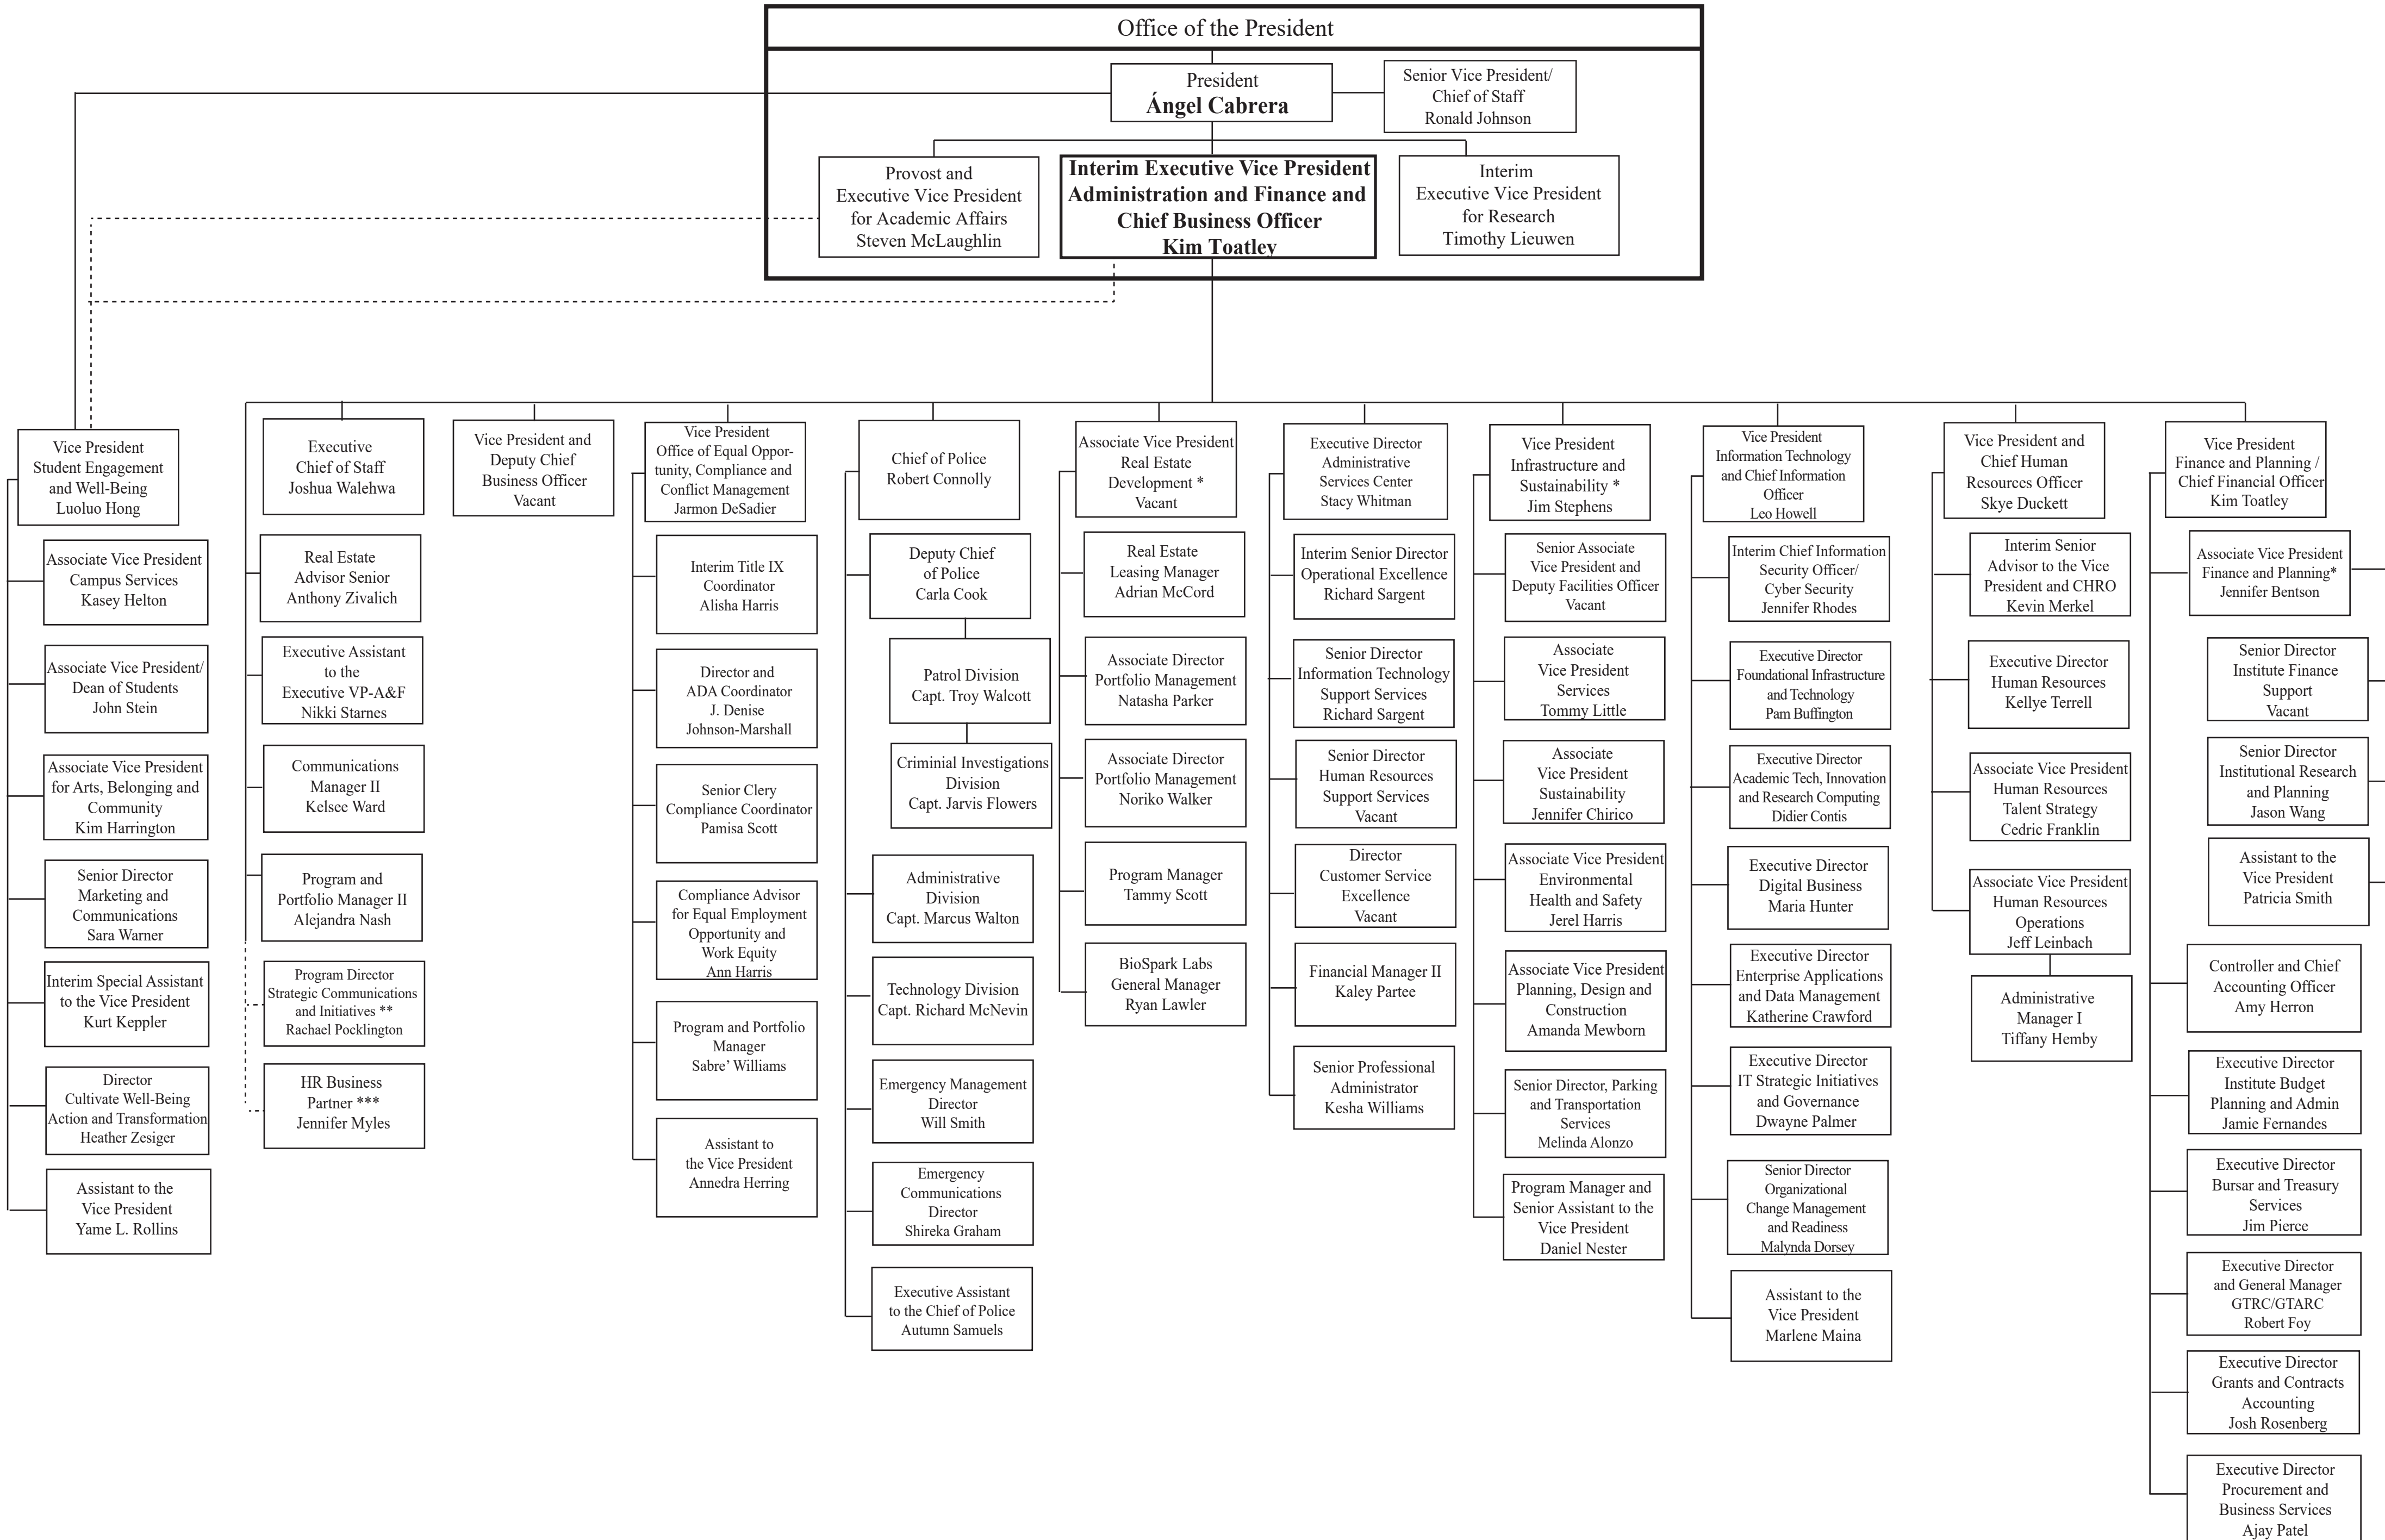 Office of the President
President
Ángel Cabrera
Senior Vice President/
Chief of Staff
Ronald Johnson
Provost and
Executive Vice President
for Academic Affairs
Steven McLaughlin
Interim Executive Vice President
Administration and Finance and
Chief Business Officer
Kim Toatley
Interim
Executive Vice President
for Research
Timothy Lieuwen
Vice President
Student Engagement
and Well-Being
Luoluo Hong
Associate Vice President
Campus Services
Kasey Helton
Associate Vice President/
Dean of Students
John Stein
Associate Vice President
for Arts, Belonging and
Community
Kim Harrington
Senior Director
Marketing and
Communications
Sara Warner
Interim Special Assistant
to the Vice President
Kurt Keppler
Director
Cultivate Well-Being
Action and Transformation
Heather Zesiger
Assistant to the
Vice President
Yame L. Rollins
Executive
Chief of Staff
Joshua Walehwa
Real Estate
Advisor Senior
Anthony Zivalich
Executive Assistant
to the
Executive VP-A&F
Nikki Starnes
Communications
Manager II
Kelsee Ward
Program and
Portfolio Manager II
Alejandra Nash
Program Director
Strategic Communications
and Initiatives **
Rachael Pocklington
HR Business
Partner ***
Jennifer Myles
Vice President and
Deputy Chief
Business Officer
Vacant
Vice President
Office of Equal Oppor-
tunity, Compliance and
Conflict Management
Jarmon DeSadier
Interim Title IX
Coordinator
Alisha Harris
Director and
ADA Coordinator
J. Denise
Johnson-Marshall
Senior Clery
Compliance Coordinator
Pamisa Scott
Compliance Advisor
for Equal Employment
Opportunity and
Work Equity
Ann Harris
Program and Portfolio
Manager
Sabre’ Williams
Assistant to
the Vice President
Annedra Herring
Chief of Police
Robert Connolly
Deputy Chief
of Police
Carla Cook
Patrol Division
Capt. Troy Walcott
Criminial Investigations
Division
Capt. Jarvis Flowers
Administrative
Division
Capt. Marcus Walton
Technology Division
Capt. Richard McNevin
Emergency Management
Director
Will Smith
Emergency
Communications
Director
Shireka Graham
Executive Assistant
to the Chief of Police
Autumn Samuels
Associate Vice President
Real Estate
Development *
Vacant
Real Estate
Leasing Manager
Adrian McCord
Associate Director
Portfolio Management
Natasha Parker
Associate Director
Portfolio Management
Noriko Walker
Program Manager
Tammy Scott
BioSpark Labs
General Manager
Ryan Lawler
Executive Director
Administrative
Services Center
Stacy Whitman
Interim Senior Director
Operational Excellence
Richard Sargent
Senior Director
Information Technology
Support Services
Richard Sargent
Senior Director
Human Resources
Support Services
Vacant
Director
Customer Service
Excellence
Vacant
Financial Manager II
Kaley Partee
Senior Professional
Administrator
Kesha Williams
Vice President
Infrastructure and
Sustainability *
Jim Stephens
Senior Associate
Vice President and
Deputy Facilities Officer
Vacant
Associate
Vice President
Services
Tommy Little
Associate
Vice President
Sustainability
Jennifer Chirico
Associate Vice President
Environmental
Health and Safety
Jerel Harris
Associate Vice President
Planning, Design and
Construction
Amanda Mewborn
Senior Director, Parking
and Transportation
Services
Melinda Alonzo
Program Manager and
Senior Assistant to the
Vice President
Daniel Nester
Vice President
Information Technology
and Chief Information
Officer
Leo Howell
Interim Chief Information
Security Officer/
Cyber Security
Jennifer Rhodes
Executive Director
Foundational Infrastructure
and Technology
Pam Buffington
Executive Director
Academic Tech, Innovation
and Research Computing
Didier Contis
Executive Director
Digital Business
Maria Hunter
Executive Director
Enterprise Applications
and Data Management
Katherine Crawford
Executive Director
IT Strategic Initiatives
and Governance
Dwayne Palmer
Senior Director
Organizational
Change Management
and Readiness
Malynda Dorsey
Assistant to the
Vice President
Marlene Maina
Vice President and
Chief Human
Resources Officer
Skye Duckett
Interim Senior
Advisor to the Vice
President and CHRO
Kevin Merkel
Executive Director
Human Resources
Kellye Terrell
Associate Vice President
Human Resources
Talent Strategy
Cedric Franklin
Associate Vice President
Human Resources
Operations
Jeff Leinbach
Administrative
Manager I
Tiffany Hemby
Vice President
Finance and Planning /
Chief Financial Officer
Kim Toatley
Associate Vice President
Finance and Planning*
Jennifer Bentson
Senior Director
Institute Finance
Support
Vacant
Senior Director
Institutional Research
and Planning
Jason Wang
Assistant to the
Vice President
Patricia Smith
Controller and Chief
Accounting Officer
Amy Herron
Executive Director
Institute Budget
Planning and Admin
Jamie Fernandes
Executive Director
Bursar and Treasury
Services
Jim Pierce
Executive Director
and General Manager
GTRC/GTARC
Robert Foy
Executive Director
Grants and Contracts
Accounting
Josh Rosenberg
Executive Director
Procurement and
Business Services
Ajay Patel